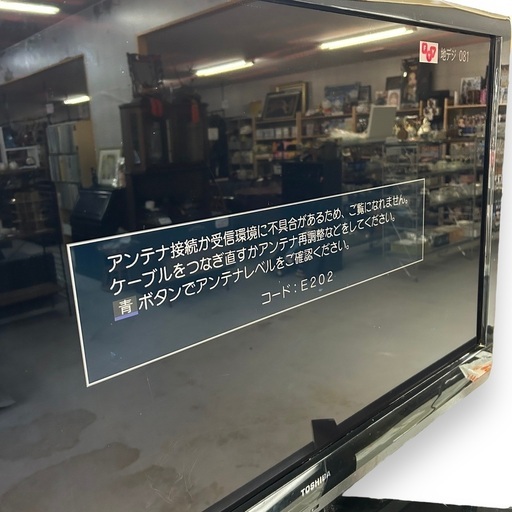 地デジ 081
アンテナ接続か受信環境に不具合があるため、ご覧になれません。
ケーブルをつなぎ直すかアンテナ再調整などをしてください。
青 ボタンでアンテナレベルをご確認ください。
コード：E202
TOSHIBA